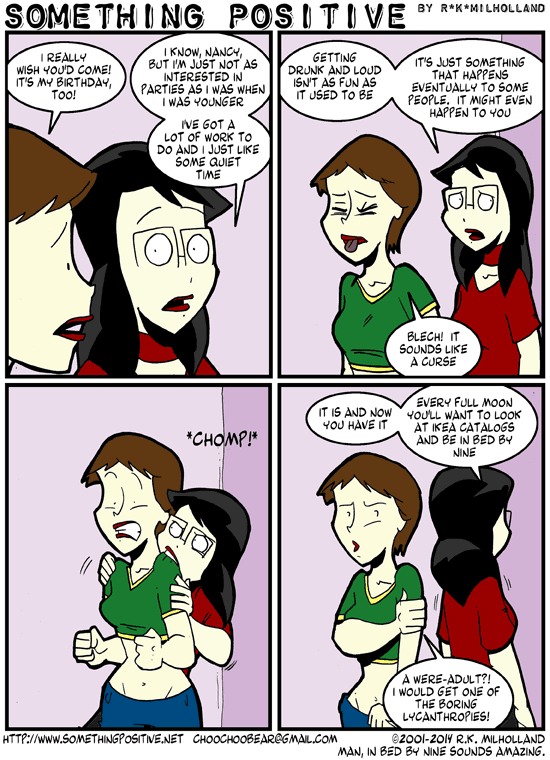 SOMETHING POSITIVE BY R*K*MILHOLLAND
I REALLY
WISH YOU'D COME!
IT'S MY BIRTHDAY,
TOO!
I KNOW, NANCY,
BUT I'M JUST NOT AS
INTERESTED IN
PARTIES AS I WAS WHEN
I WAS YOUNGER
I'VE GOT A
LOT OF WORK TO
DO AND I JUST LIKE
SOME QUIET
TIME
GETTING
DRUNK AND LOUD
ISN'T AS FUN AS
IT USED TO BE
IT'S JUST SOMETHING
THAT HAPPENS
EVENTUALLY TO SOME
PEOPLE. IT MIGHT EVEN
HAPPEN TO YOU
BLECH! IT
SOUNDS LIKE
A CURSE
*CHOMP!*
IT IS AND NOW
YOU HAVE IT
EVERY FULL MOON
YOU'LL WANT TO LOOK
AT IKEA CATALOGS
AND BE IN BED BY
NINE
A WERE-ADULT?!
I WOULD GET ONE OF
THE BORING
LYCANTHROPIES!
HTTP://WWW.SOMETHINGPOSITIVE.NET CHOOCHOOBEAR@GMAIL.COM ©2001-2014 R.K. MILHOLLAND
MAN, IN BED BY NINE SOUNDS AMAZING.